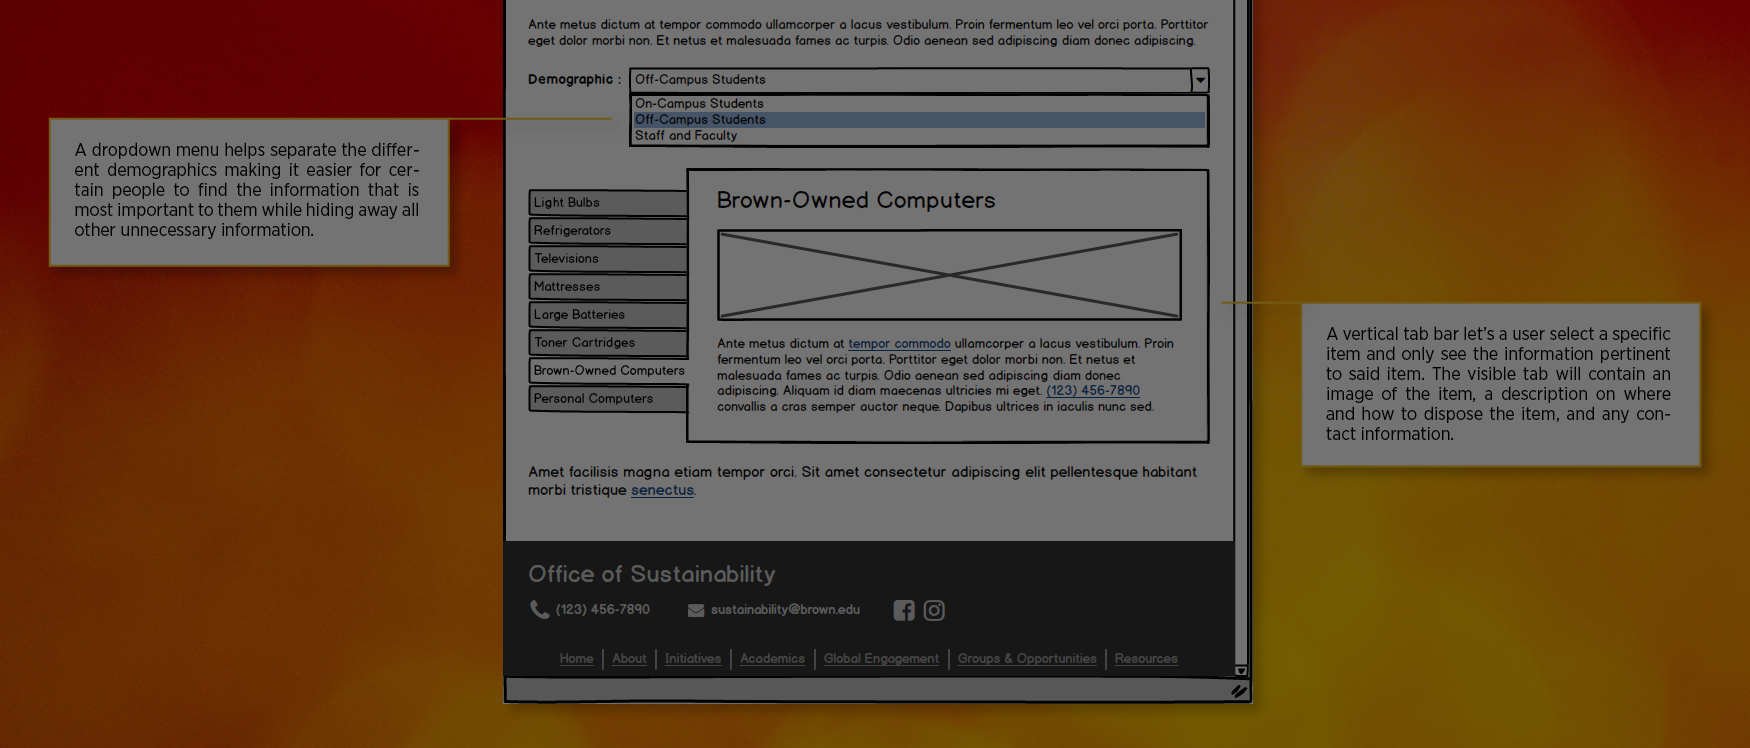 Ante metus dictum at tempor commodo ullamcorper a lacus vestibulum. Proin fermentum leo vel orci porta. Porttitor
eget dolor morbi non. Et netus et malesuada fames ac turpis. Odio aenean sed adipiscing diam donec adipiscing.
Demographic : Off-Campus Students
On-Campus Students
Off-Campus Students
Staff and Faculty
A dropdown menu helps separate the differ-
ent demographics making it easier for cer-
tain people to find the information that is
most important to them while hiding away all
other unnecessary information.
Light Bulbs
Refrigerators
Televisions
Mattresses
Large Batteries
Toner Cartridges
Brown-Owned Computers
Personal Computers
Brown-Owned Computers
Ante metus dictum at tempor commodo ullamcorper a lacus vestibulum. Proin
fermentum leo vel orci porta. Porttitor eget dolor morbi non. Et netus et
malesuada fames ac turpis. Odio aenean sed adipiscing diam donec
adipiscing. Aliquam id diam maecenas ultricies mi eget. (123) 456-7890
convallis a cras semper auctor neque. Dapibus ultrices in iaculis nunc sed.
A vertical tab bar let's a user select a specific
item and only see the information pertinent
to said item. The visible tab will contain an
image of the item, a description on where
and how to dispose the item, and any con-
tact information.
Amet facilisis magna etiam tempor orci. Sit amet consectetur adipiscing elit pellentesque habitant
morbi tristique senectus.
Office of Sustainability
(123) 456-7890 sustainability@brown.edu
Home About Initiatives Academics Global Engagement Groups & Opportunities Resources